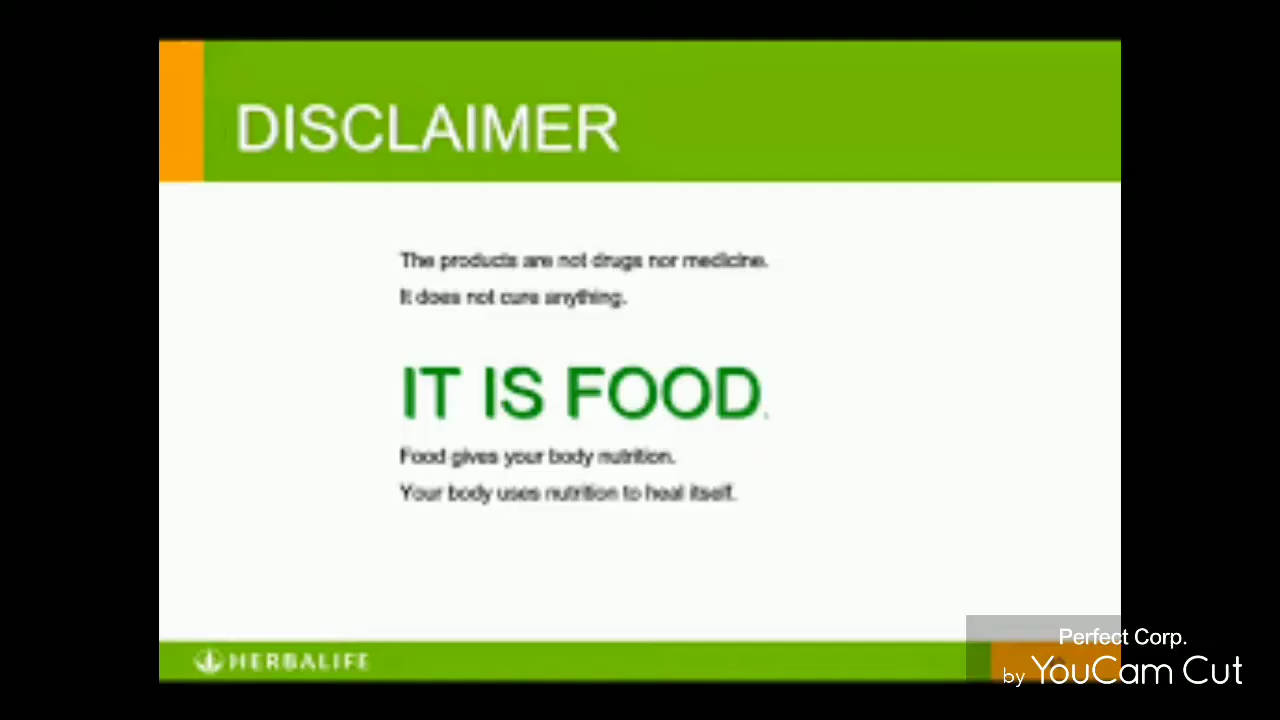 DISCLAIMER
The products are not drugs nor medicine.
It does not cure anything.
IT IS FOOD.
Food gives your body nutrition.
Your body uses nutrition to heal itself.
HERBALIFE
Perfect Corp.
by YouCam Cut